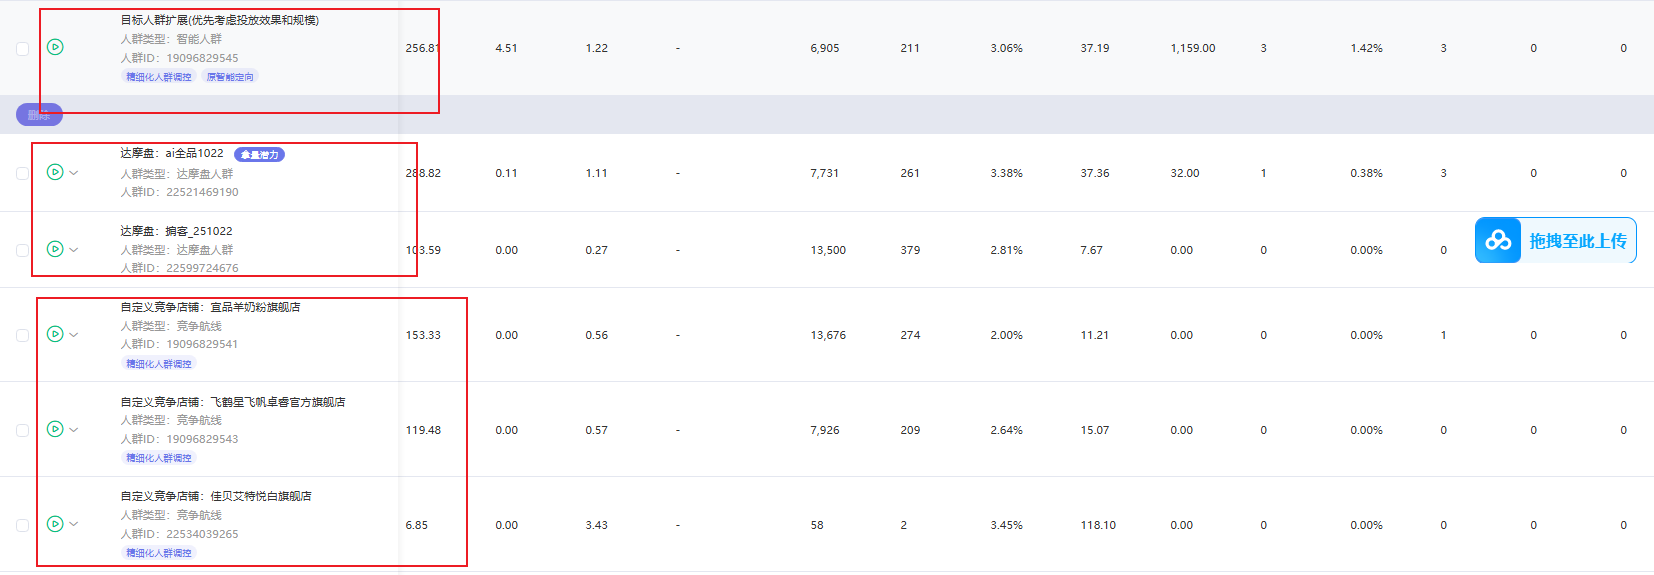 目标人群扩展(优先考虑投放效果和规模)
人群类型：智能人群
人群ID：19096829545
精细化人群调控 原智能定向
256.81 4.51 1.22 - 6,905 211 3.06% 37.19 1,159.00 3 1.42% 3 0 0
删除
达摩盘：ai全品1022 拿量潜力
人群类型：达摩盘人群
人群ID：22521469190
288.82 0.11 1.11 - 7,731 261 3.38% 37.36 32.00 1 0.38% 3 0 0
达摩盘：掮客_251022
人群类型：达摩盘人群
人群ID：22599724676
103.59 0.00 0.27 - 13,500 379 2.81% 7.67 0.00 0 0.00% 0
拖拽至此上传
自定义竞争店铺：宜品羊奶粉旗舰店
人群类型：竞争航线
人群ID：19096829541
精细化人群调控
153.33 0.00 0.56 - 13,676 274 2.00% 11.21 0.00 0 0.00% 1 0 0
自定义竞争店铺：飞鹤星飞帆卓睿官方旗舰店
人群类型：竞争航线
人群ID：19096829543
精细化人群调控
119.48 0.00 0.57 - 7,926 209 2.64% 15.07 0.00 0 0.00% 0 0 0
自定义竞争店铺：佳贝艾特悦白旗舰店
人群类型：竞争航线
人群ID：22534039265
精细化人群调控
6.85 0.00 3.43 - 58 2 3.45% 118.10 0.00 0 0.00% 0 0 0